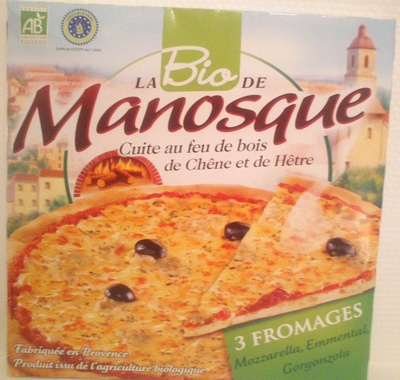 AB
LA Bio DE
Manosque
Cuite au feu de bois
de Chêne et de Hêtre
3 FROMAGES
Mozzarella, Emmental,
Gorgonzola
Fabriquée en Provence
Produit issu de l'agriculture biologique